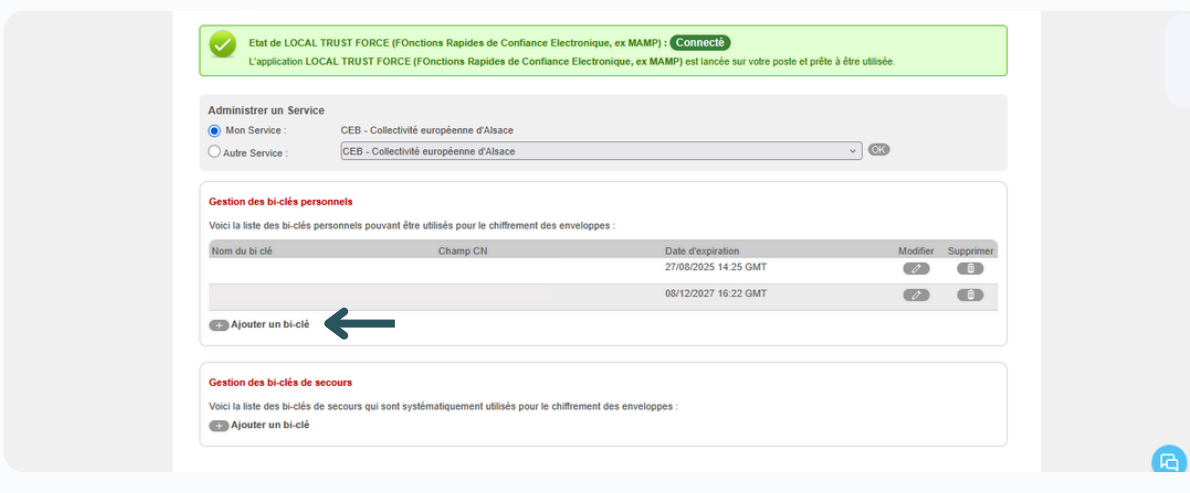 Etat de LOCAL TRUST FORCE (FOnctions Rapides de Confiance Electronique, ex MAMP) : Connecté
L'application LOCAL TRUST FORCE (FOnctions Rapides de Confiance Electronique, ex MAMP) est lancée sur votre poste et prête à être utilisée.
Administrer un Service
Mon Service : CEB - Collectivité européenne d'Alsace
Autre Service : CEB - Collectivité européenne d'Alsace OK
Gestion des bi-clés personnels
Voici la liste des bi-clés personnels pouvant être utilisés pour le chiffrement des enveloppes :
Nom du bi clé Champ CN Date d'expiration Modifier Supprimer
27/08/2025 14:25 GMT
08/12/2027 16:22 GMT
Ajouter un bi-clé
Gestion des bi-clés de secours
Voici la liste des bi-clés de secours qui sont systématiquement utilisés pour le chiffrement des enveloppes :
Ajouter un bi-clé